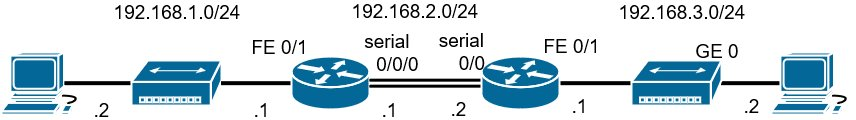 192.168.1.0/24
192.168.2.0/24
192.168.3.0/24
FE 0/1
serial
0/0/0
serial
0/0
FE 0/1
GE 0
.2
.1
.1
.2
.1
.2